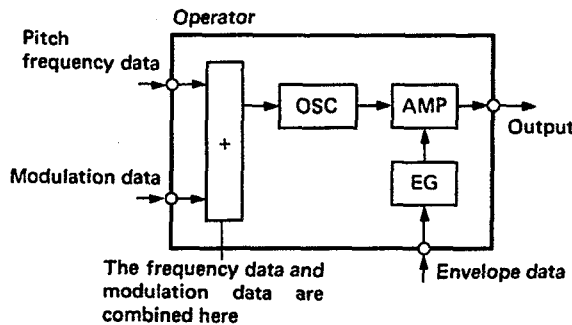 Operator
Pitch
frequency data
OSC
AMP
Output
+
Modulation data
EG
Envelope data
The frequency data and
modulation data are
combined here